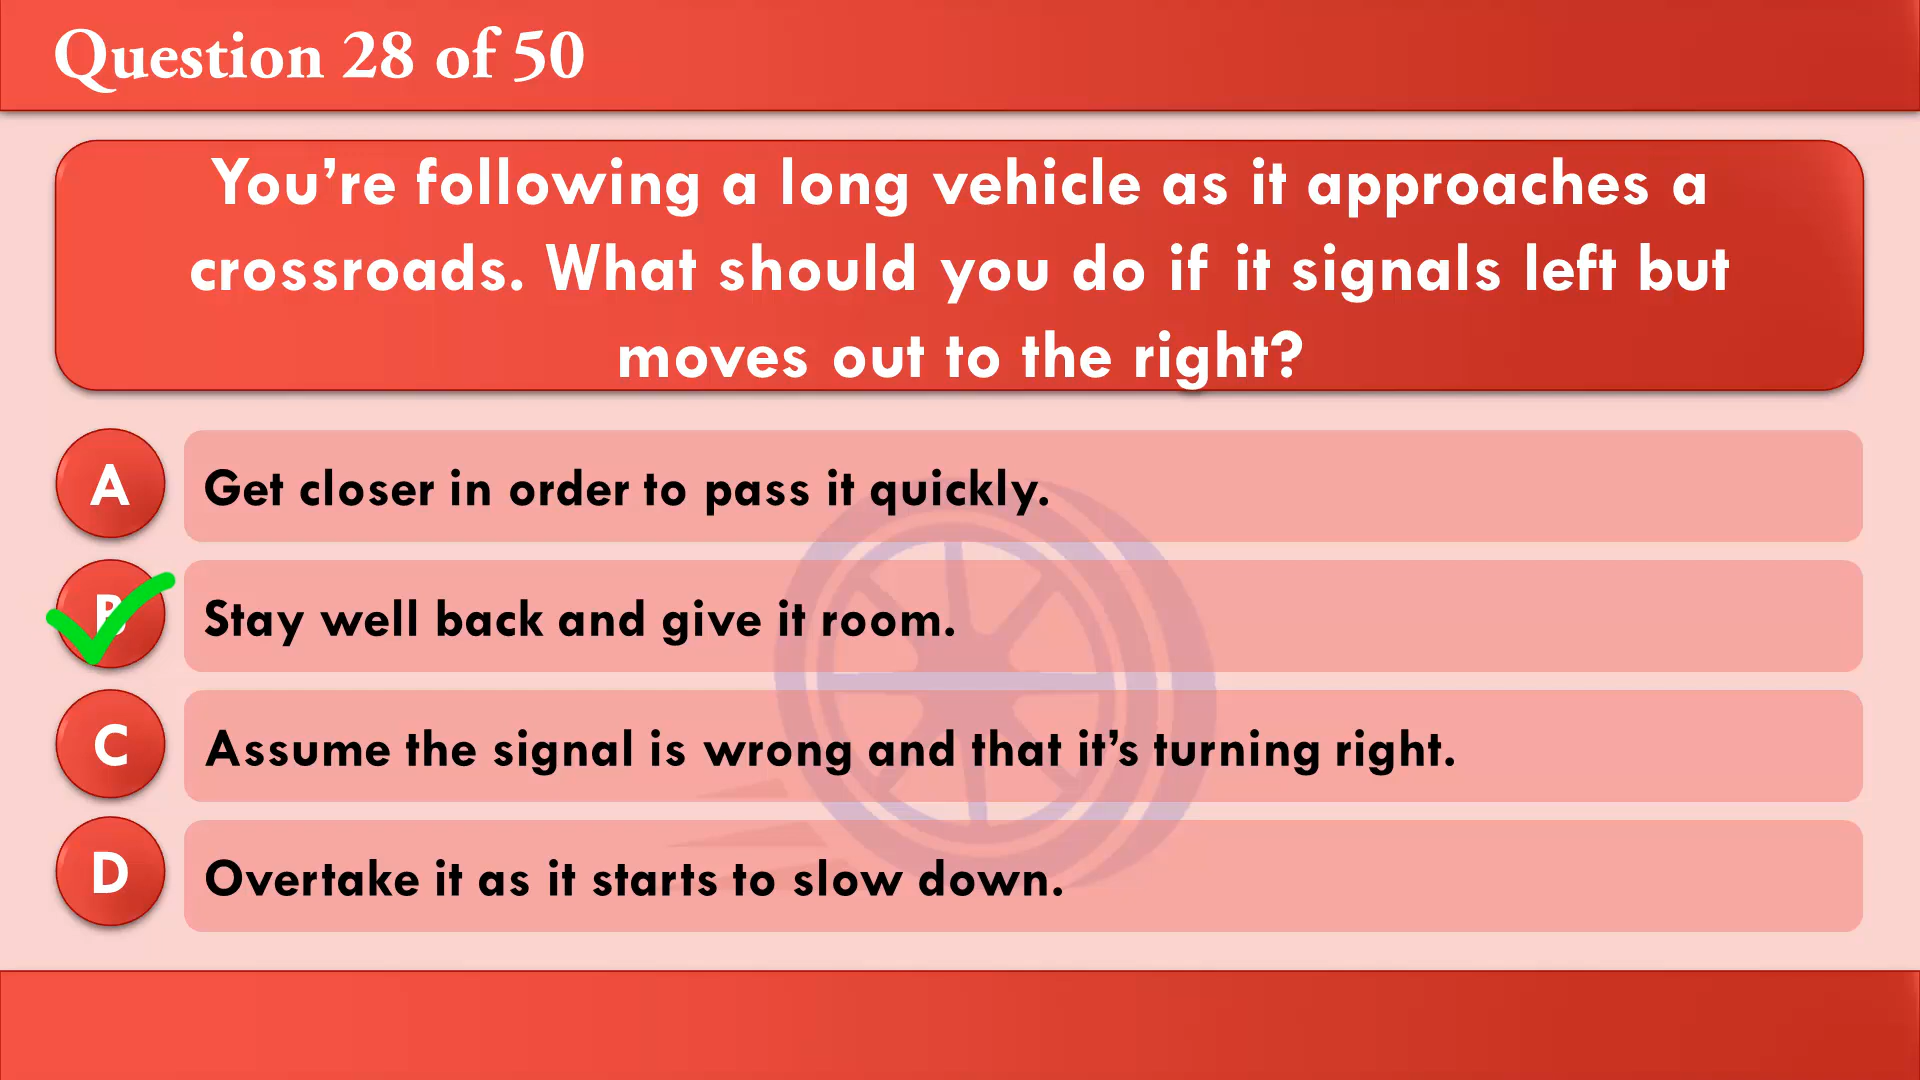 Question 28 of 50
You’re following a long vehicle as it approaches a
crossroads. What should you do if it signals left but
moves out to the right?
A
Get closer in order to pass it quickly.
B
Stay well back and give it room.
C
Assume the signal is wrong and that it’s turning right.
D
Overtake it as it starts to slow down.